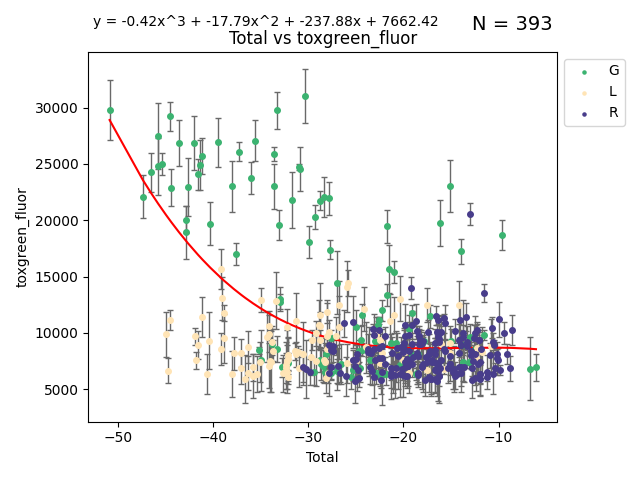 y = -0.42x^3 + -17.79x^2 + -237.88x + 7662.42
N = 393
Total vs toxgreen_fluor
G
L
R
30000
25000
20000
15000
10000
5000
toxgreen_fluor
−50
−40
−30
−20
−10
Total